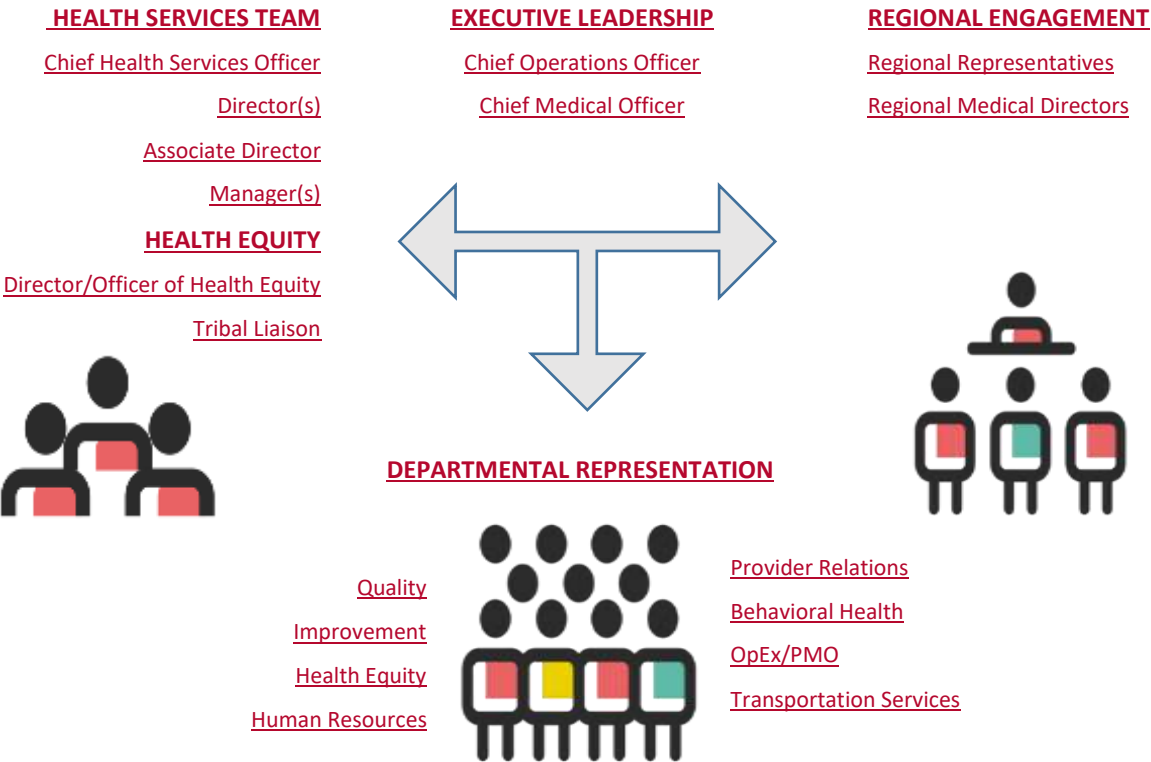 HEALTH SERVICES TEAM
Chief Health Services Officer
Director(s)
Associate Director
Manager(s)
HEALTH EQUITY
Director/Officer of Health Equity
Tribal Liaison
EXECUTIVE LEADERSHIP
Chief Operations Officer
Chief Medical Officer
REGIONAL ENGAGEMENT
Regional Representatives
Regional Medical Directors
DEPARTMENTAL REPRESENTATION
Quality
Improvement
Health Equity
Human Resources
Provider Relations
Behavioral Health
OpEx/PMO
Transportation Services